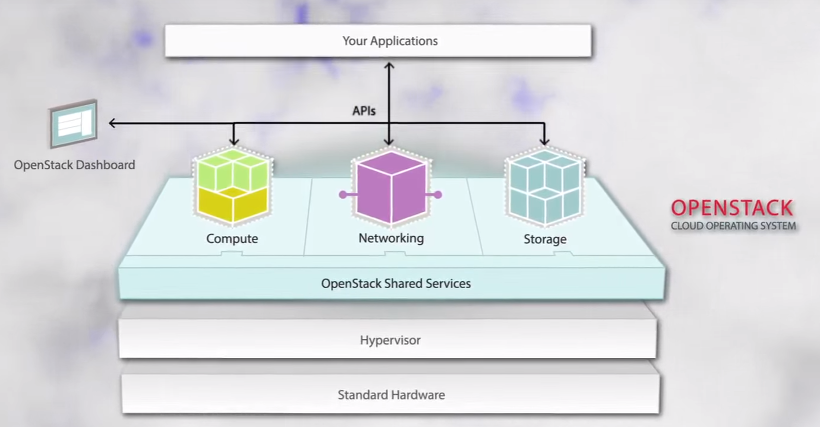 Your Applications
APIs
OpenStack Dashboard
Compute
Networking
Storage
OPENSTACK
CLOUD OPERATING SYSTEM
OpenStack Shared Services
Hypervisor
Standard Hardware